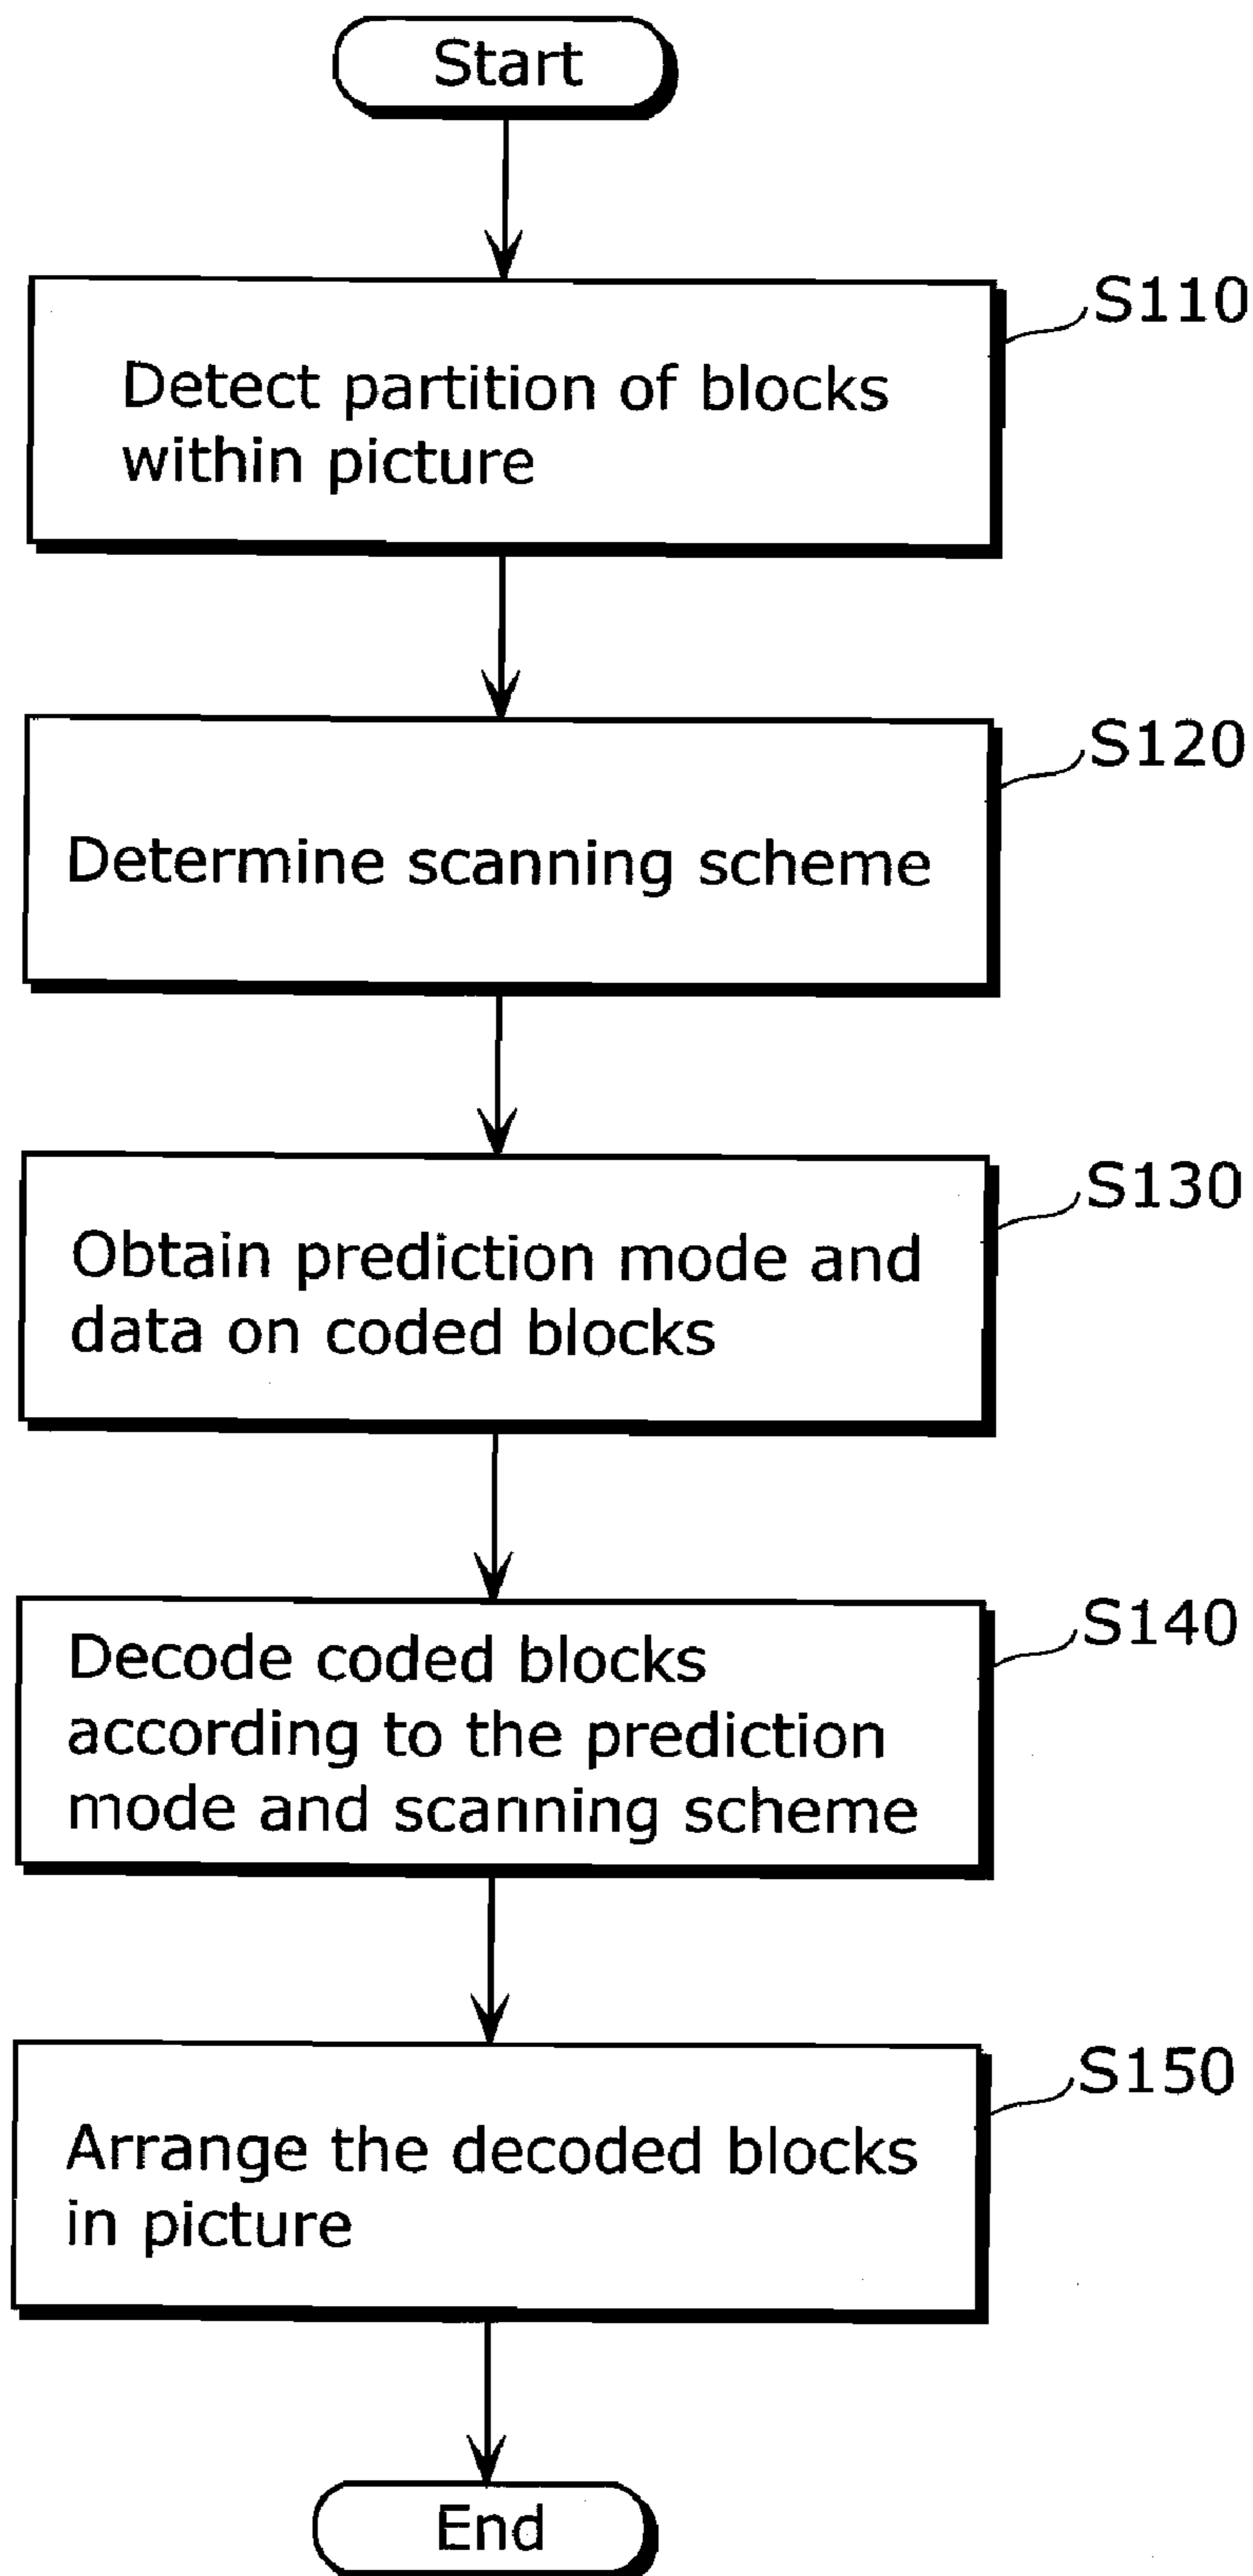 Start
S110
Detect partition of blocks
within picture
S120
Determine scanning scheme
S130
Obtain prediction mode and
data on coded blocks
S140
Decode coded blocks
according to the prediction
mode and scanning scheme
S150
Arrange the decoded blocks
in picture
End